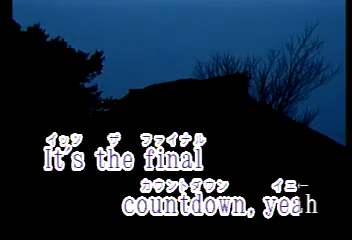 イッツ ザ ファイナル
It's the final
カウントダウン イエー
countdown, yeah